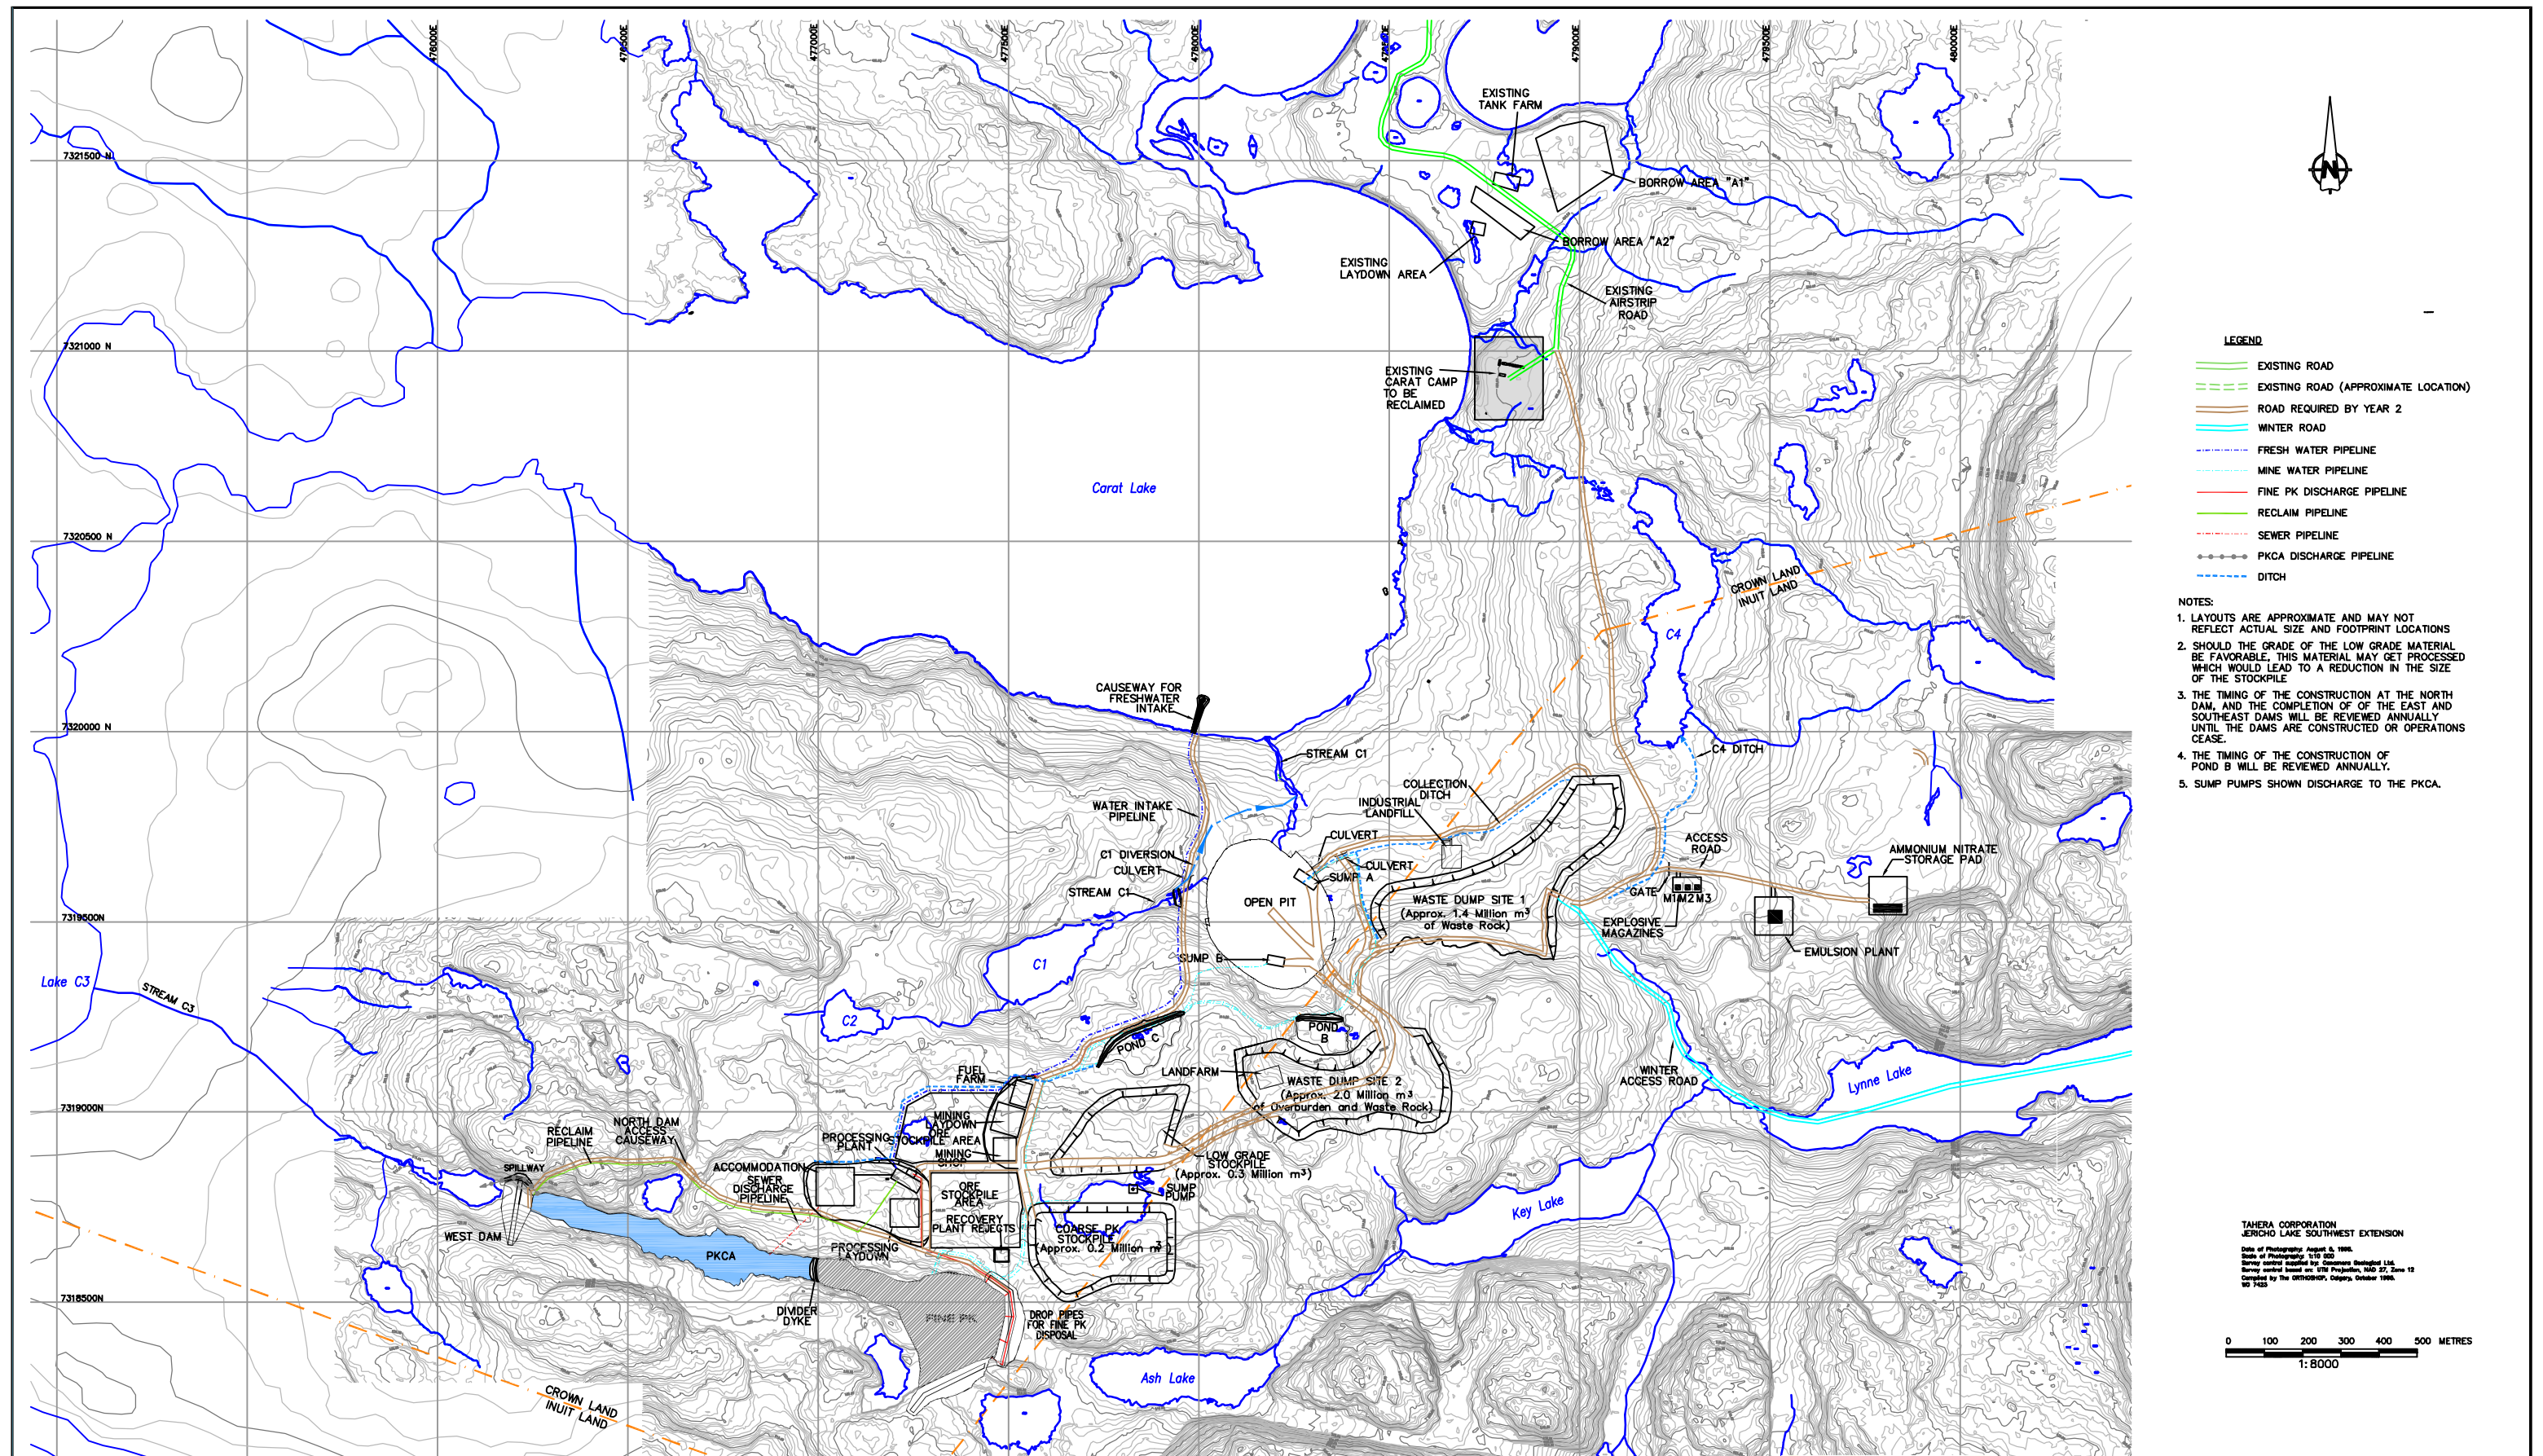 476000E
476500E
477000E
477500E
478000E
478500E
479000E
479500E
480000E
7321500 N
7321000 N
7320500 N
7320000 N
7319500N
7319000N
7318500N
EXISTING
TANK FARM
BORROW AREA "A1"
BORROW AREA "A2"
EXISTING
LAYDOWN AREA
EXISTING
AIRSTRIP
ROAD
EXISTING
CARAT CAMP
TO BE
RECLAIMED
Carat Lake
CROWN LAND
INUIT LAND
C4
CAUSEWAY FOR
FRESHWATER
INTAKE
STREAM C1
C4 DITCH
COLLECTION
DITCH
INDUSTRIAL
LANDFILL
WATER INTAKE
PIPELINE
CULVERT
CULVERT
SUMP A
C1 DIVERSION
CULVERT
STREAM C1
OPEN PIT
WASTE DUMP SITE 1
(Approx. 1.4 Million m3
of Waste Rock)
ACCESS
ROAD
GATE
M1 M2 M3
EXPLOSIVE
MAGAZINES
AMMONIUM NITRATE
STORAGE PAD
EMULSION PLANT
SUMP B
C1
C2
Lake C3
STREAM C3
POND C
POND
B
LANDFARM
WASTE DUMP SITE 2
(Approx. 2.0 Million m3
of Overburden and Waste Rock)
WINTER
ACCESS ROAD
Lynne Lake
FUEL
FARM
MINING
LAYDOWN
ORE
STOCKPILE AREA
MINING
SHOP
PROCESSING
PLANT
NORTH DAM
ACCESS
CAUSEWAY
RECLAIM
PIPELINE
SPILLWAY
ACCOMMODATION
SEWER
DISCHARGE
PIPELINE
LOW GRADE
STOCKPILE
(Approx. 0.3 Million m3)
SUMP
PUMP
ORE
STOCKPILE
AREA
RECOVERY
PLANT REJECTS
COARSE PK
STOCKPILE
(Approx. 0.2 Million m3)
Key Lake
WEST DAM
PKCA
PROCESSING
LAYDOWN
DIVIDER
DYKE
FINE PK
DROP PIPES
FOR FINE PK
DISPOSAL
Ash Lake
CROWN LAND
INUIT LAND
N
LEGEND
EXISTING ROAD
EXISTING ROAD (APPROXIMATE LOCATION)
ROAD REQUIRED BY YEAR 2
WINTER ROAD
FRESH WATER PIPELINE
MINE WATER PIPELINE
FINE PK DISCHARGE PIPELINE
RECLAIM PIPELINE
SEWER PIPELINE
PKCA DISCHARGE PIPELINE
DITCH
NOTES:
1. LAYOUTS ARE APPROXIMATE AND MAY NOT
REFLECT ACTUAL SIZE AND FOOTPRINT LOCATIONS
2. SHOULD THE GRADE OF THE LOW GRADE MATERIAL
BE FAVORABLE, THIS MATERIAL MAY GET PROCESSED
WHICH WOULD LEAD TO A REDUCTION IN THE SIZE
OF THE STOCKPILE
3. THE TIMING OF THE CONSTRUCTION AT THE NORTH
DAM, AND THE COMPLETION OF OF THE EAST AND
SOUTHEAST DAMS WILL BE REVIEWED ANNUALLY
UNTIL THE DAMS ARE CONSTRUCTED OR OPERATIONS
CEASE.
4. THE TIMING OF THE CONSTRUCTION OF
POND B WILL BE REVIEWED ANNUALLY.
5. SUMP PUMPS SHOWN DISCHARGE TO THE PKCA.
TAHERA CORPORATION
JERICHO LAKE SOUTHWEST EXTENSION
Scale of Photography: 1:10 000
Survey control based on: UTM Projection, NAD 27, Zone 12
0 100 200 300 400 500 METRES
1:8000